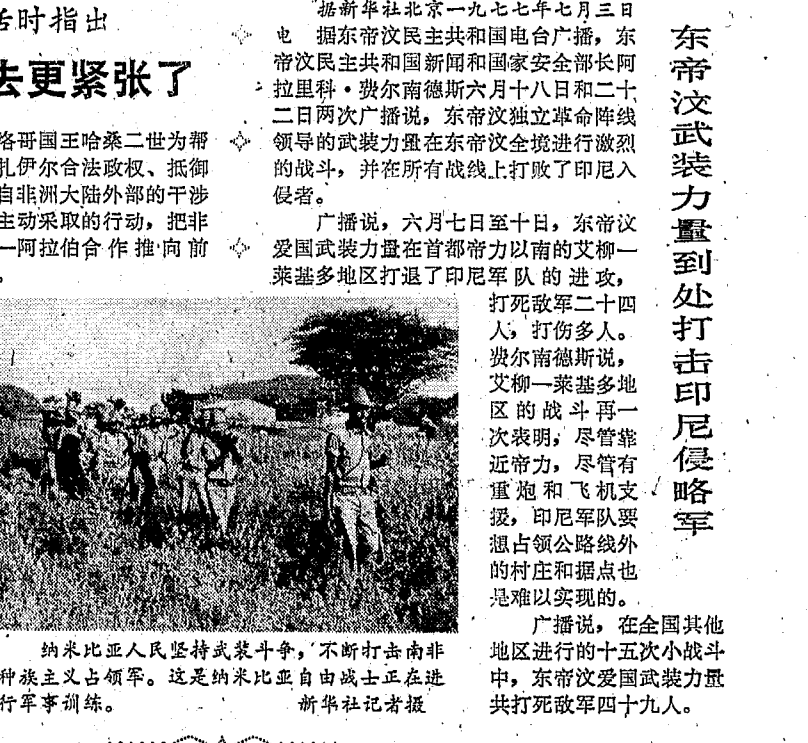 舌时指出
去更紧张了
洛哥国王哈桑二世为帮
扎伊尔合法政权、抵御
自非洲大陆外部的干涉
主动采取的行动，把非
一阿拉伯合作推向前
。
东帝汶武装力量到处打击印尼侵略军
据新华社北京一九七七年七月三日
电　据东帝汶民主共和国电台广播，东
帝汶民主共和国新闻和国家安全部长阿
拉里科·费尔南德斯六月十八日和二十
二日两次广播说，东帝汶独立革命阵线
领导的武装力量在东帝汶全境进行激烈
的战斗，并在所有战线上打败了印尼入
侵者。
广播说，六月七日至十日，东帝汶
爱国武装力量在首都帝力以南的艾柳一
莱基多地区打退了印尼军队的进攻，
打死敌军二十四
人，打伤多人。
费尔南德斯说，
艾柳一莱基多地
区的战斗再一
次表明，尽管靠
近帝力，尽管有
重炮和飞机支
援，印尼军队要
想占领公路线外
的村庄和据点也
是难以实现的。
广播说，在全国其他
地区进行的十五次小战斗
中，东帝汶爱国武装力量
共打死敌军四十九人。
纳米比亚人民坚持武装斗争，不断打击南非
种族主义占领军。这是纳米比亚自由战士正在进
行军事训练。
新华社记者摄